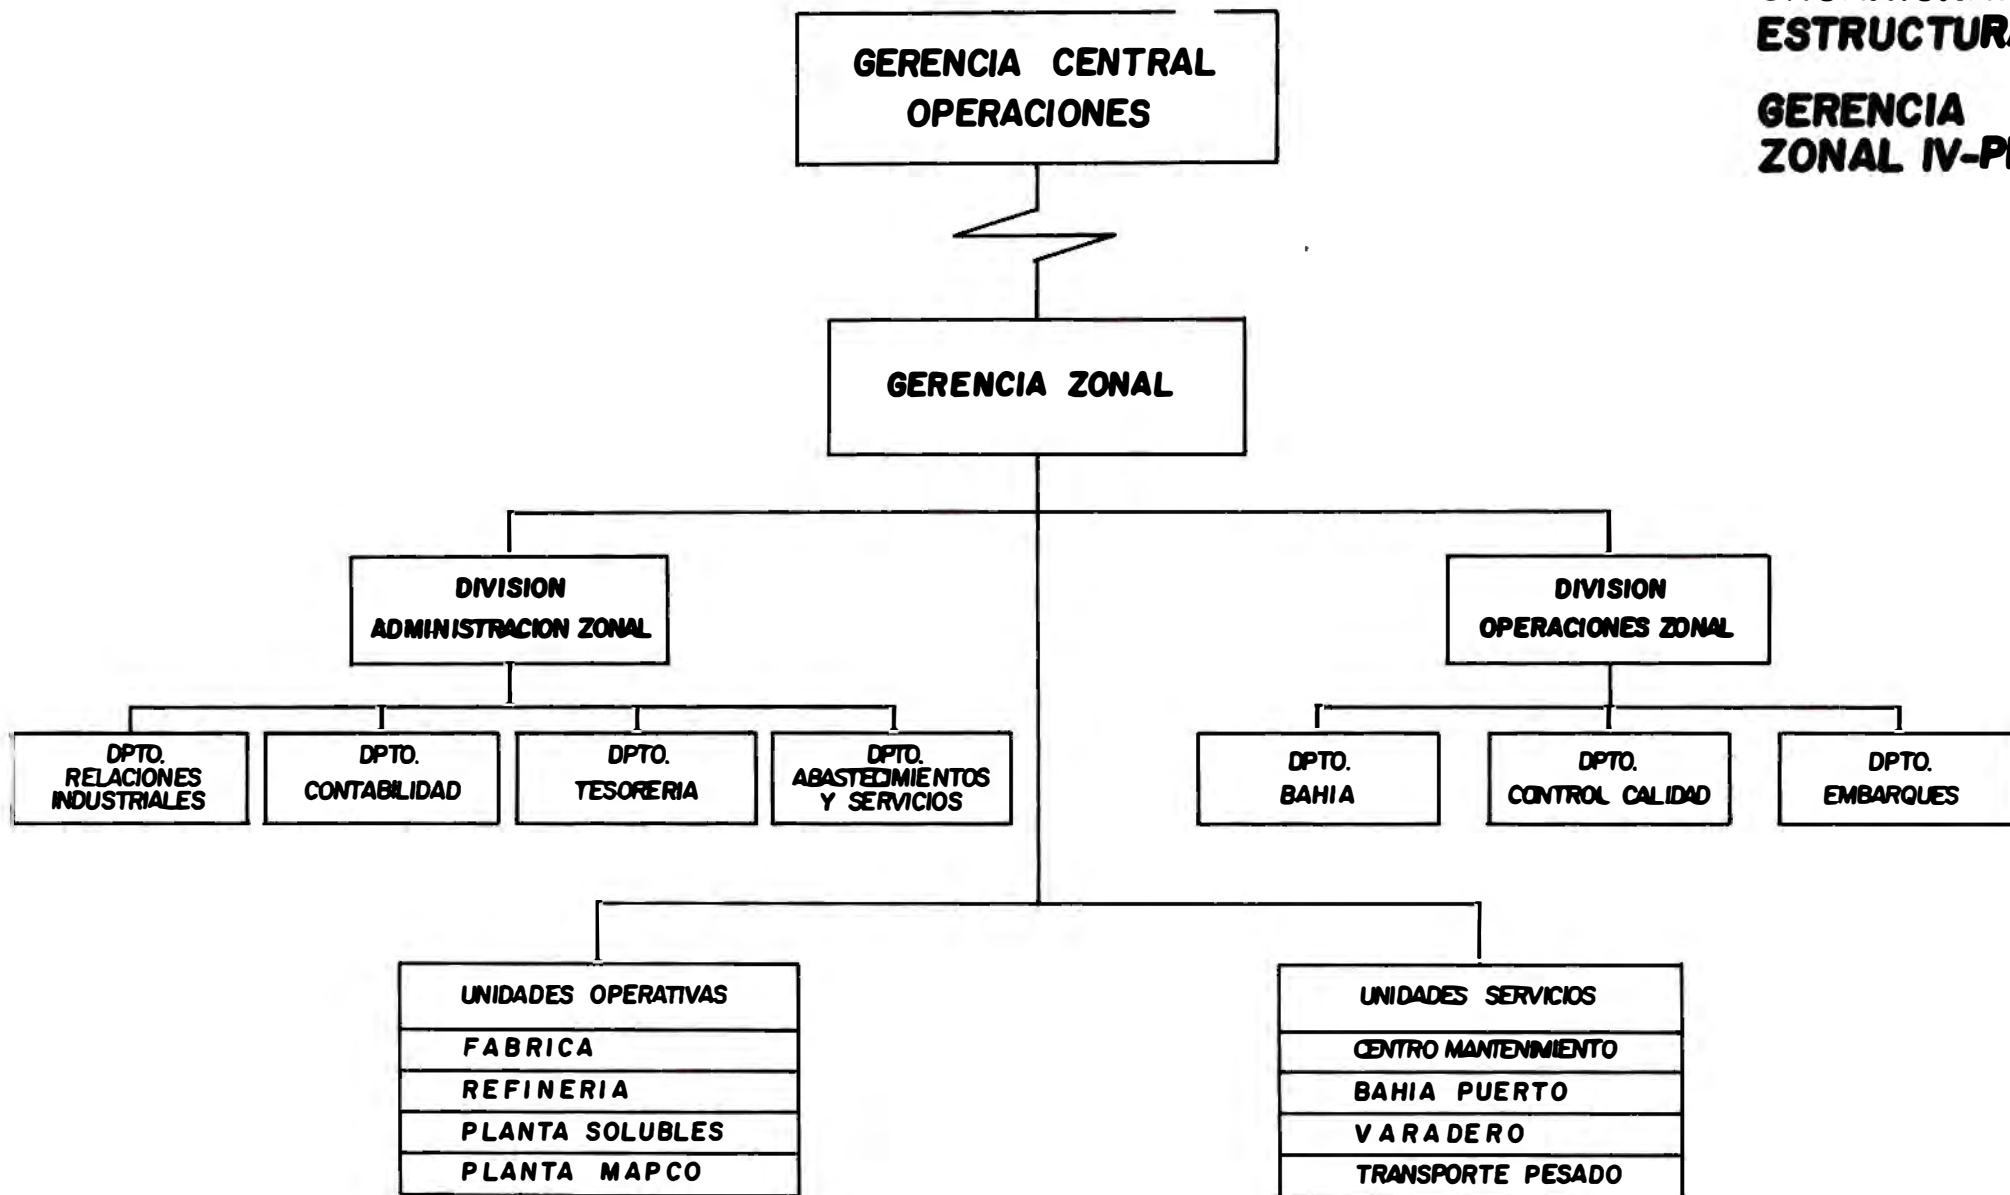 ESTRUCTURA
GERENCIA
ZONAL IV-P
GERENCIA CENTRAL
OPERACIONES
GERENCIA ZONAL
DIVISION
ADMINISTRACION ZONAL
DIVISION
OPERACIONES ZONAL
DPTO.
RELACIONES
INDUSTRIALES
DPTO.
CONTABILIDAD
DPTO.
TESORERIA
DPTO.
ABASTECIMIENTOS
Y SERVICIOS
DPTO.
BAHIA
DPTO.
CONTROL CALIDAD
DPTO.
EMBARQUES
UNIDADES OPERATIVAS
FABRICA
REFINERIA
PLANTA SOLUBLES
PLANTA MAPCO
UNIDADES SERVICIOS
CENTRO MANTENIMIENTO
BAHIA PUERTO
VARADERO
TRANSPORTE PESADO